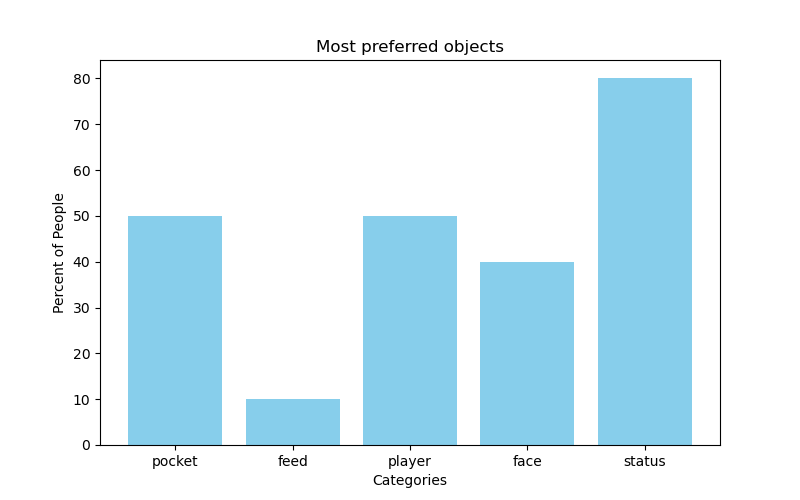 Most preferred objects
Percent of People
80
70
60
50
40
30
20
10
0
pocket feed player face status
Categories